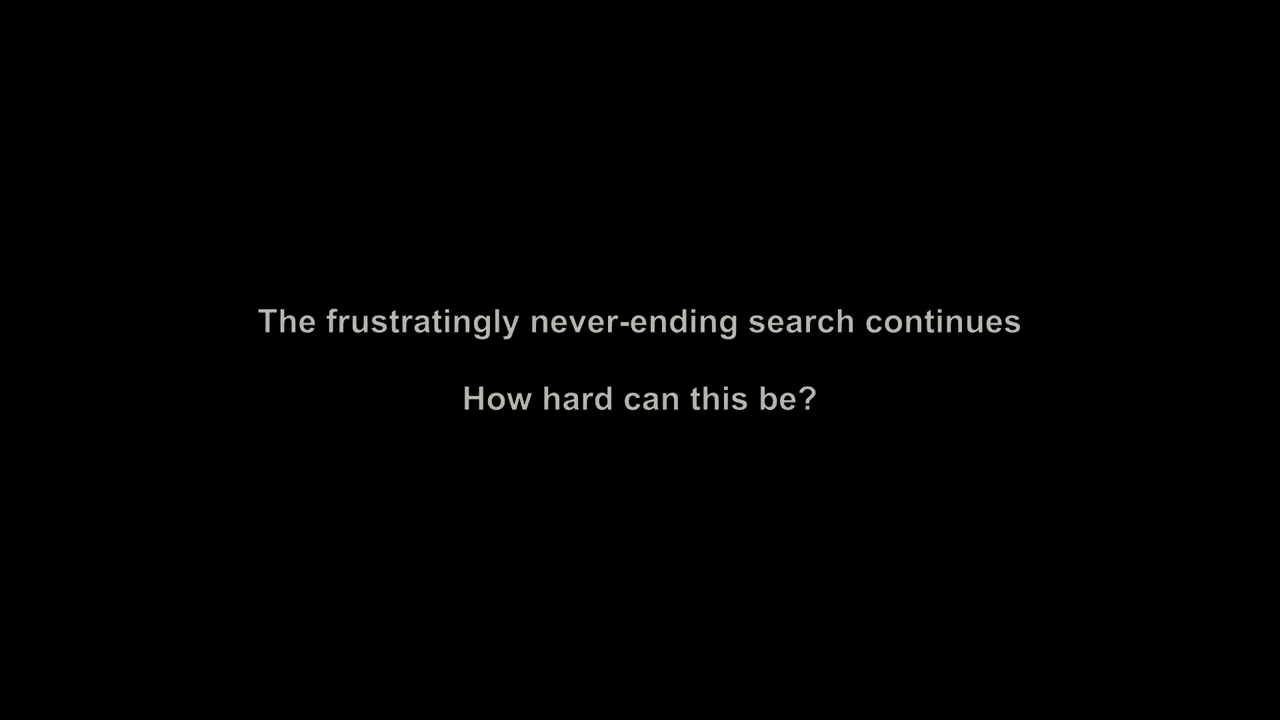 The frustratingly never-ending search continues
How hard can this be?